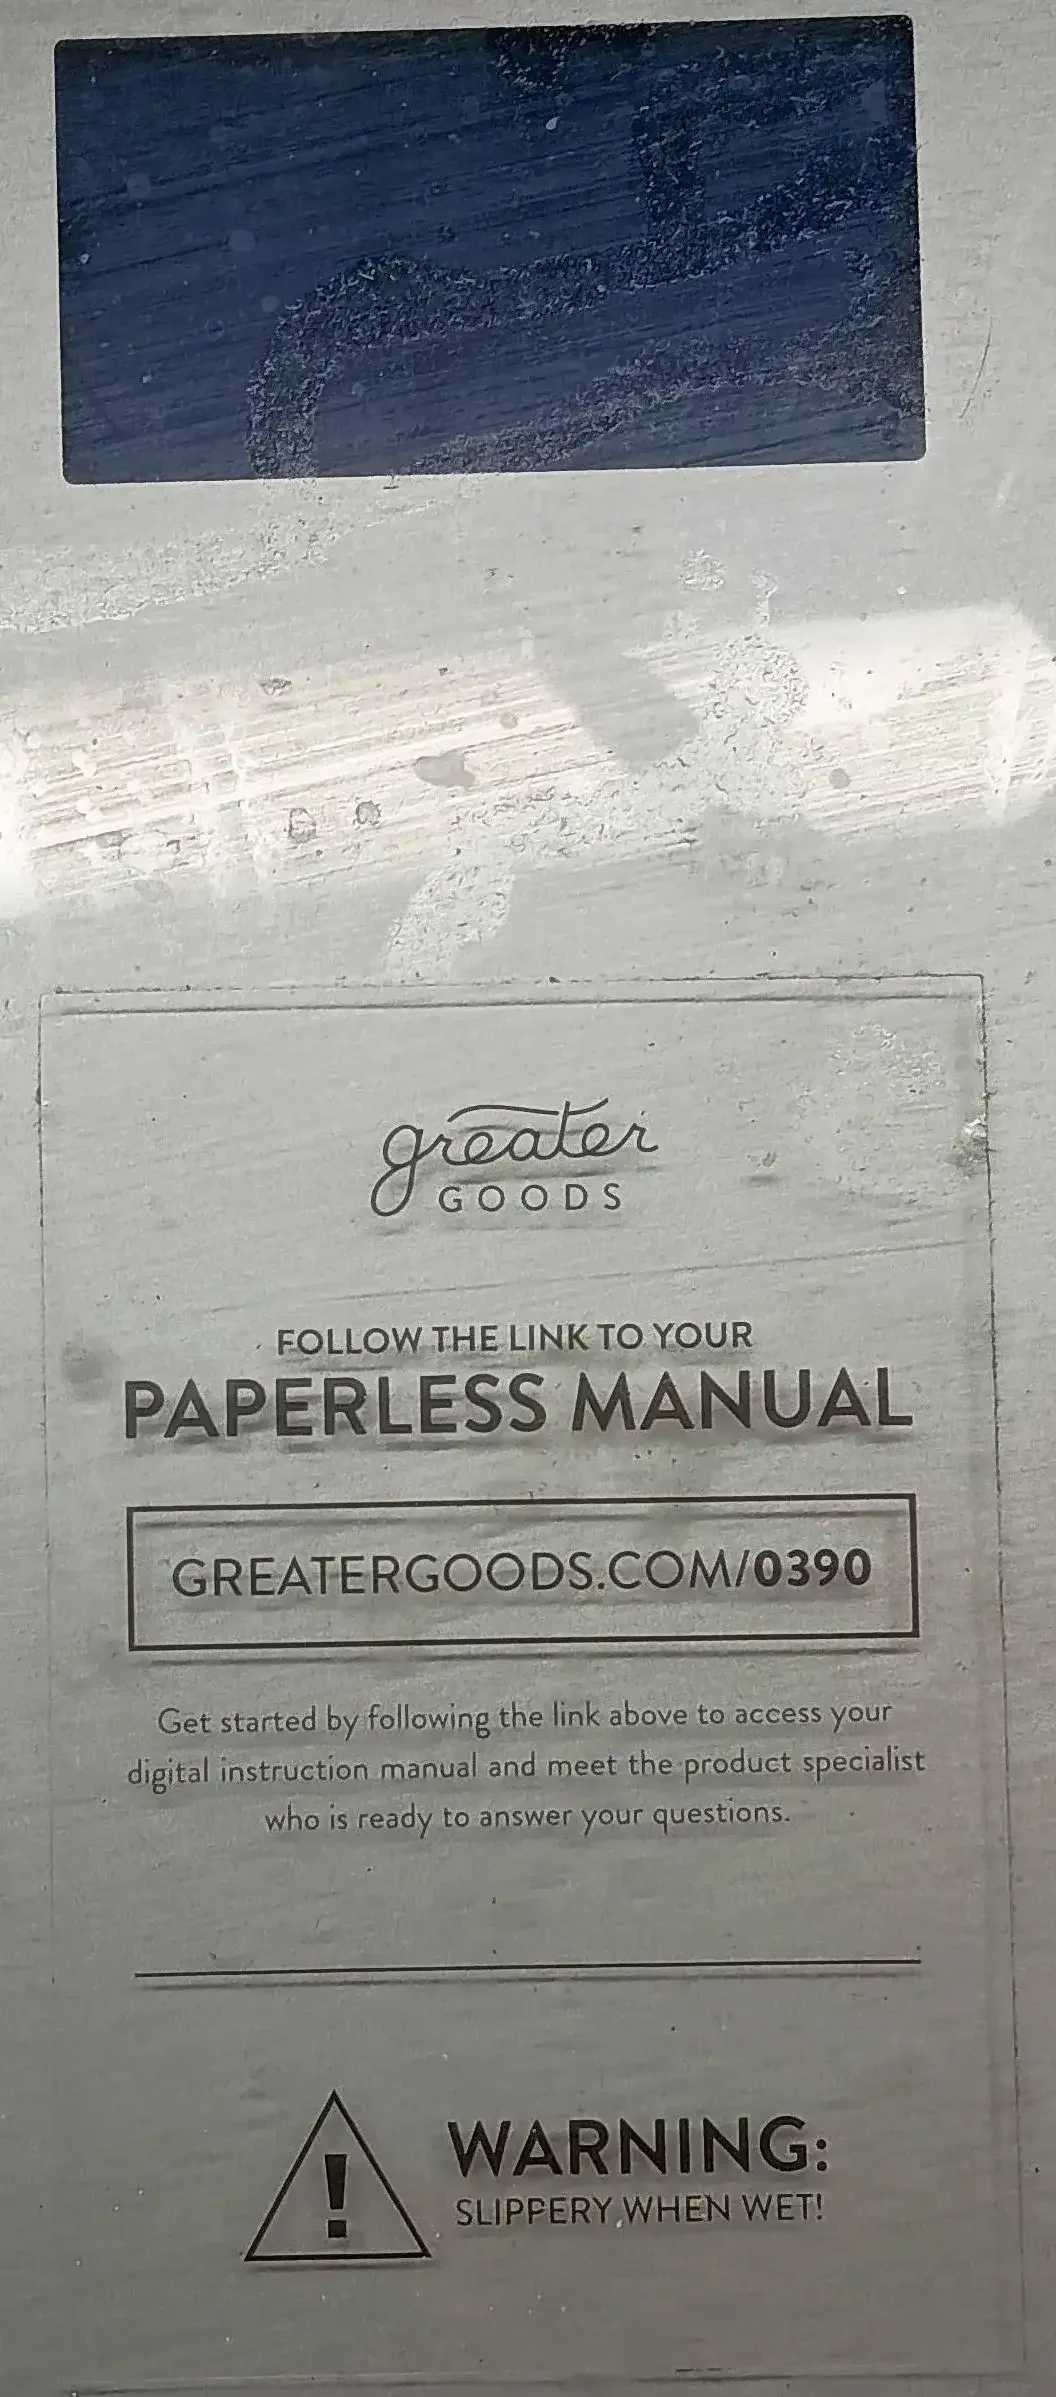 greater
GOODS
FOLLOW THE LINK TO YOUR
PAPERLESS MANUAL
GREATERGOODS.COM/0390
Get started by following the link above to access your
digital instruction manual and meet the product specialist
who is ready to answer your questions.
!
WARNING:
SLIPPERY WHEN WET!